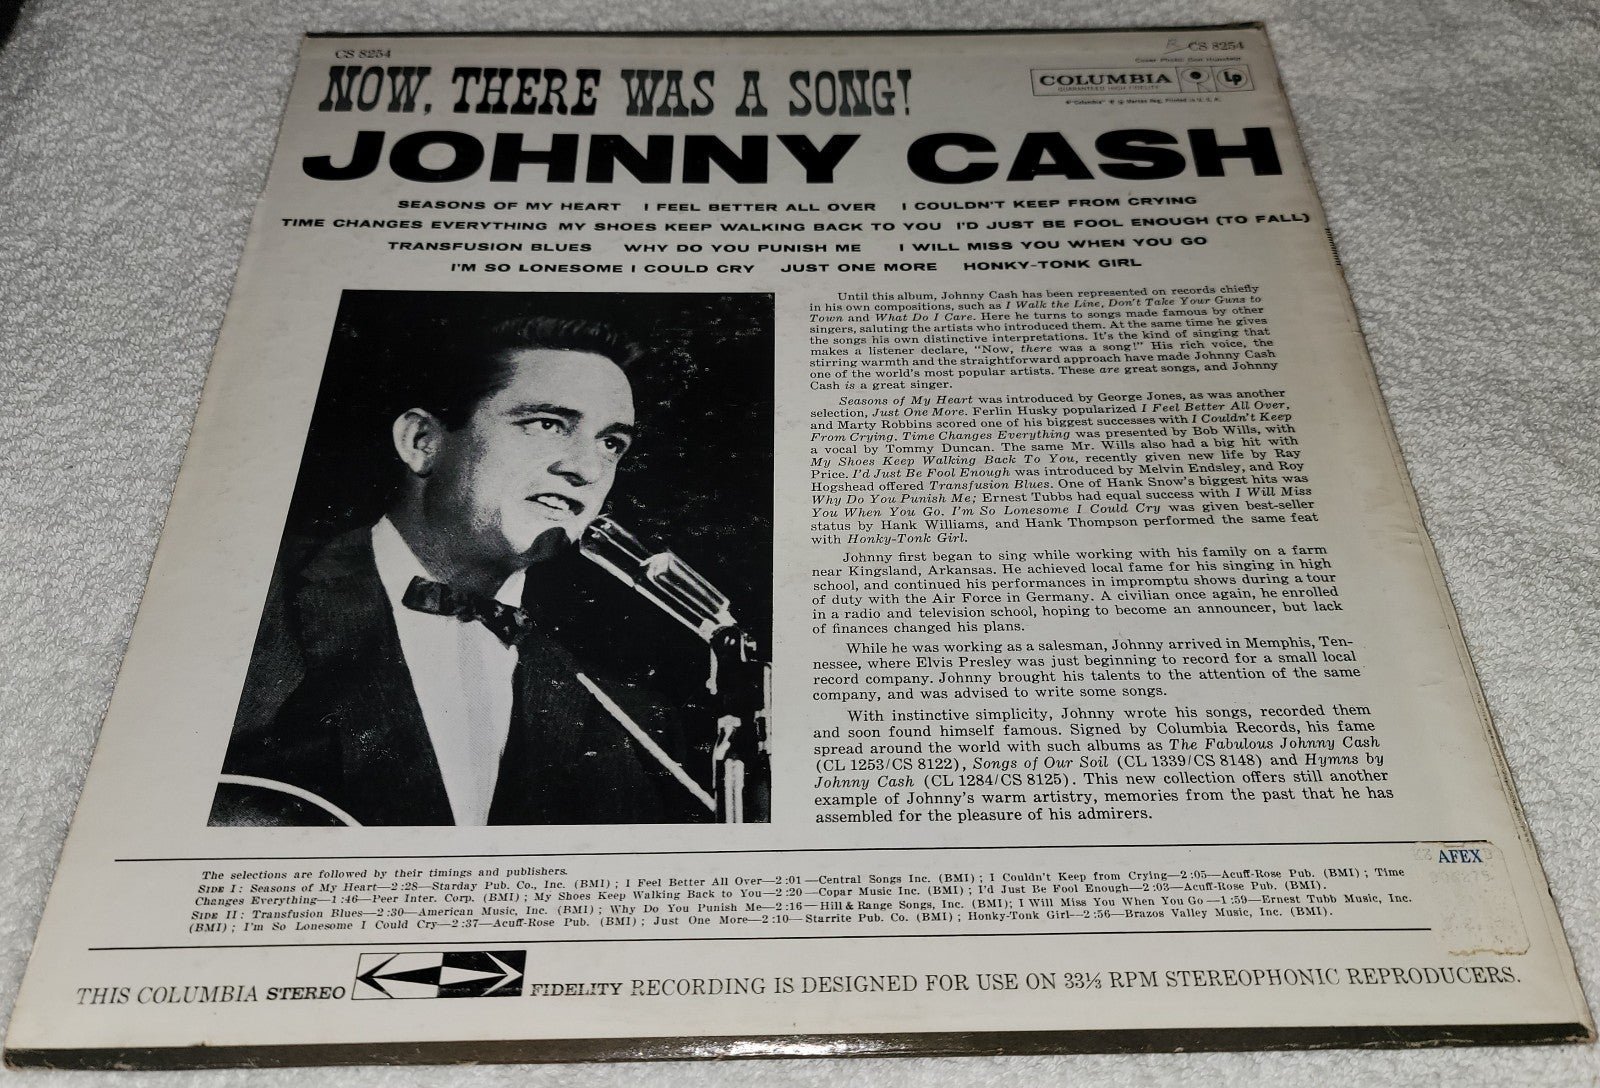 CS 8254
CS 8254
Cover Photo: Don Hunstein
NOW, THERE WAS A SONG!
COLUMBIA Lp
GUARANTEED HIGH FIDELITY
Printed in U. S. A.
JOHNNY CASH
SEASONS OF MY HEART I FEEL BETTER ALL OVER I COULDN'T KEEP FROM CRYING
TIME CHANGES EVERYTHING MY SHOES KEEP WALKING BACK TO YOU I'D JUST BE FOOL ENOUGH (TO FALL)
TRANSFUSION BLUES WHY DO YOU PUNISH ME I WILL MISS YOU WHEN YOU GO
I'M SO LONESOME I COULD CRY JUST ONE MORE HONKY-TONK GIRL
Until this album, Johnny Cash has been represented on records chiefly
in his own compositions, such as I Walk the Line, Don't Take Your Guns to
Town and What Do I Care. Here he turns to songs made famous by other
singers, saluting the artists who introduced them. At the same time he gives
the songs his own distinctive interpretations. It's the kind of singing that
makes a listener declare, "Now, there was a song!" His rich voice, the
stirring warmth and the straightforward approach have made Johnny Cash
one of the world's most popular artists. These are great songs, and Johnny
Cash is a great singer.
Seasons of My Heart was introduced by George Jones, as was another
selection, Just One More. Ferlin Husky popularized I Feel Better All Over,
and Marty Robbins scored one of his biggest successes with I Couldn't Keep
From Crying. Time Changes Everything was presented by Bob Wills, with
a vocal by Tommy Duncan. The same Mr. Wills also had a big hit with
My Shoes Keep Walking Back To You, recently given new life by Ray
Price. I'd Just Be Fool Enough was introduced by Melvin Endsley, and Roy
Hogshead offered Transfusion Blues. One of Hank Snow's biggest hits was
Why Do You Punish Me; Ernest Tubbs had equal success with I Will Miss
You When You Go. I'm So Lonesome I Could Cry was given best-seller
status by Hank Williams, and Hank Thompson performed the same feat
with Honky-Tonk Girl.
Johnny first began to sing while working with his family on a farm
near Kingsland, Arkansas. He achieved local fame for his singing in high
school, and continued his performances in impromptu shows during a tour
of duty with the Air Force in Germany. A civilian once again, he enrolled
in a radio and television school, hoping to become an announcer, but lack
of finances changed his plans.
While he was working as a salesman, Johnny arrived in Memphis, Ten-
nessee, where Elvis Presley was just beginning to record for a small local
record company. Johnny brought his talents to the attention of the same
company, and was advised to write some songs.
With instinctive simplicity, Johnny wrote his songs, recorded them
and soon found himself famous. Signed by Columbia Records, his fame
spread around the world with such albums as The Fabulous Johnny Cash
(CL 1253/CS 8122), Songs of Our Soil (CL 1339/CS 8148) and Hymns by
Johnny Cash (CL 1284/CS 8125). This new collection offers still another
example of Johnny's warm artistry, memories from the past that he has
assembled for the pleasure of his admirers.
AFEX
The selections are followed by their timings and publishers.
SIDE I: Seasons of My Heart—2:28—Starday Pub. Co., Inc. (BMI); I Feel Better All Over—2:01—Central Songs Inc. (BMI); I Couldn't Keep from Crying—2:05—Acuff-Rose Pub. (BMI); Time
Changes Everything—1:46—Peer Inter. Corp. (BMI); My Shoes Keep Walking Back to You—2:20—Copar Music Inc. (BMI); I'd Just Be Fool Enough—2:03—Acuff-Rose Pub. (BMI).
SIDE II: Transfusion Blues—2:30—American Music, Inc. (BMI); Why Do You Punish Me—2:16—Hill & Range Songs, Inc. (BMI); I Will Miss You When You Go—1:59—Ernest Tubb Music, Inc.
(BMI); I'm So Lonesome I Could Cry—2:37—Acuff-Rose Pub. (BMI); Just One More—2:10—Starrite Pub. Co. (BMI); Honky-Tonk Girl—2:56—Brazos Valley Music, Inc. (BMI).
THIS COLUMBIA STEREO FIDELITY RECORDING IS DESIGNED FOR USE ON 33⅓ RPM STEREOPHONIC REPRODUCERS.